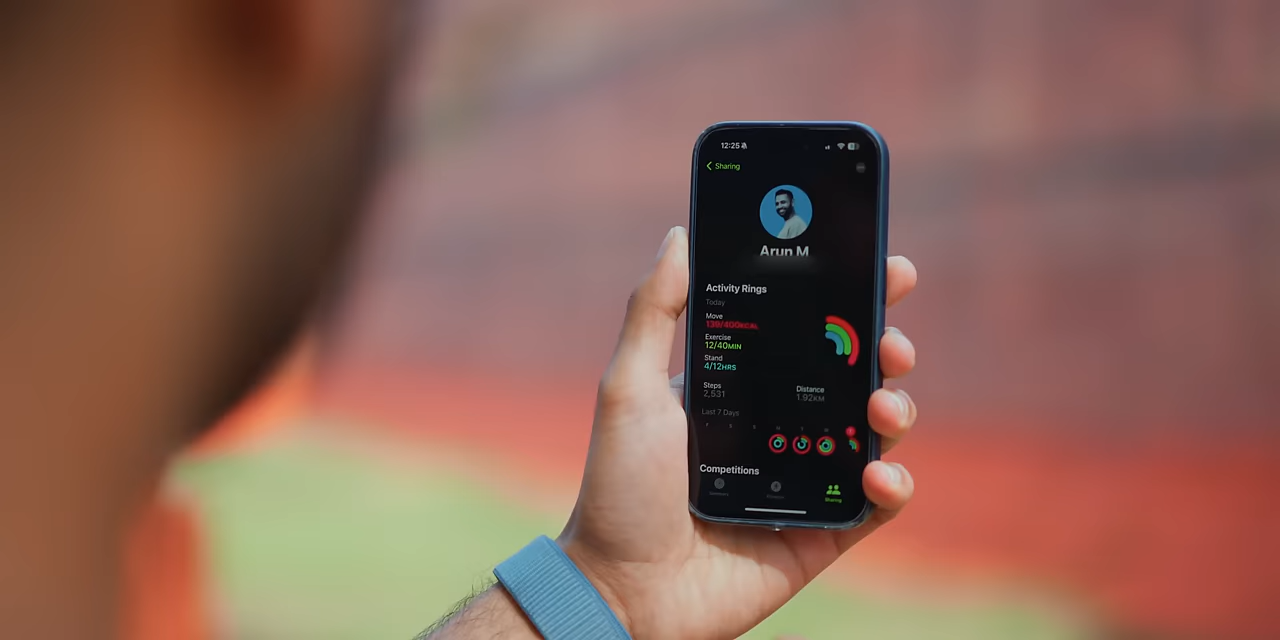 12:25
Sharing
Arun M
Activity Rings
Today
Move
139/400KCAL
Exercise
12/40MIN
Stand
4/12HRS
Steps
Distance
2,531
1.92KM
Last 7 Days
Competitions
Sharing